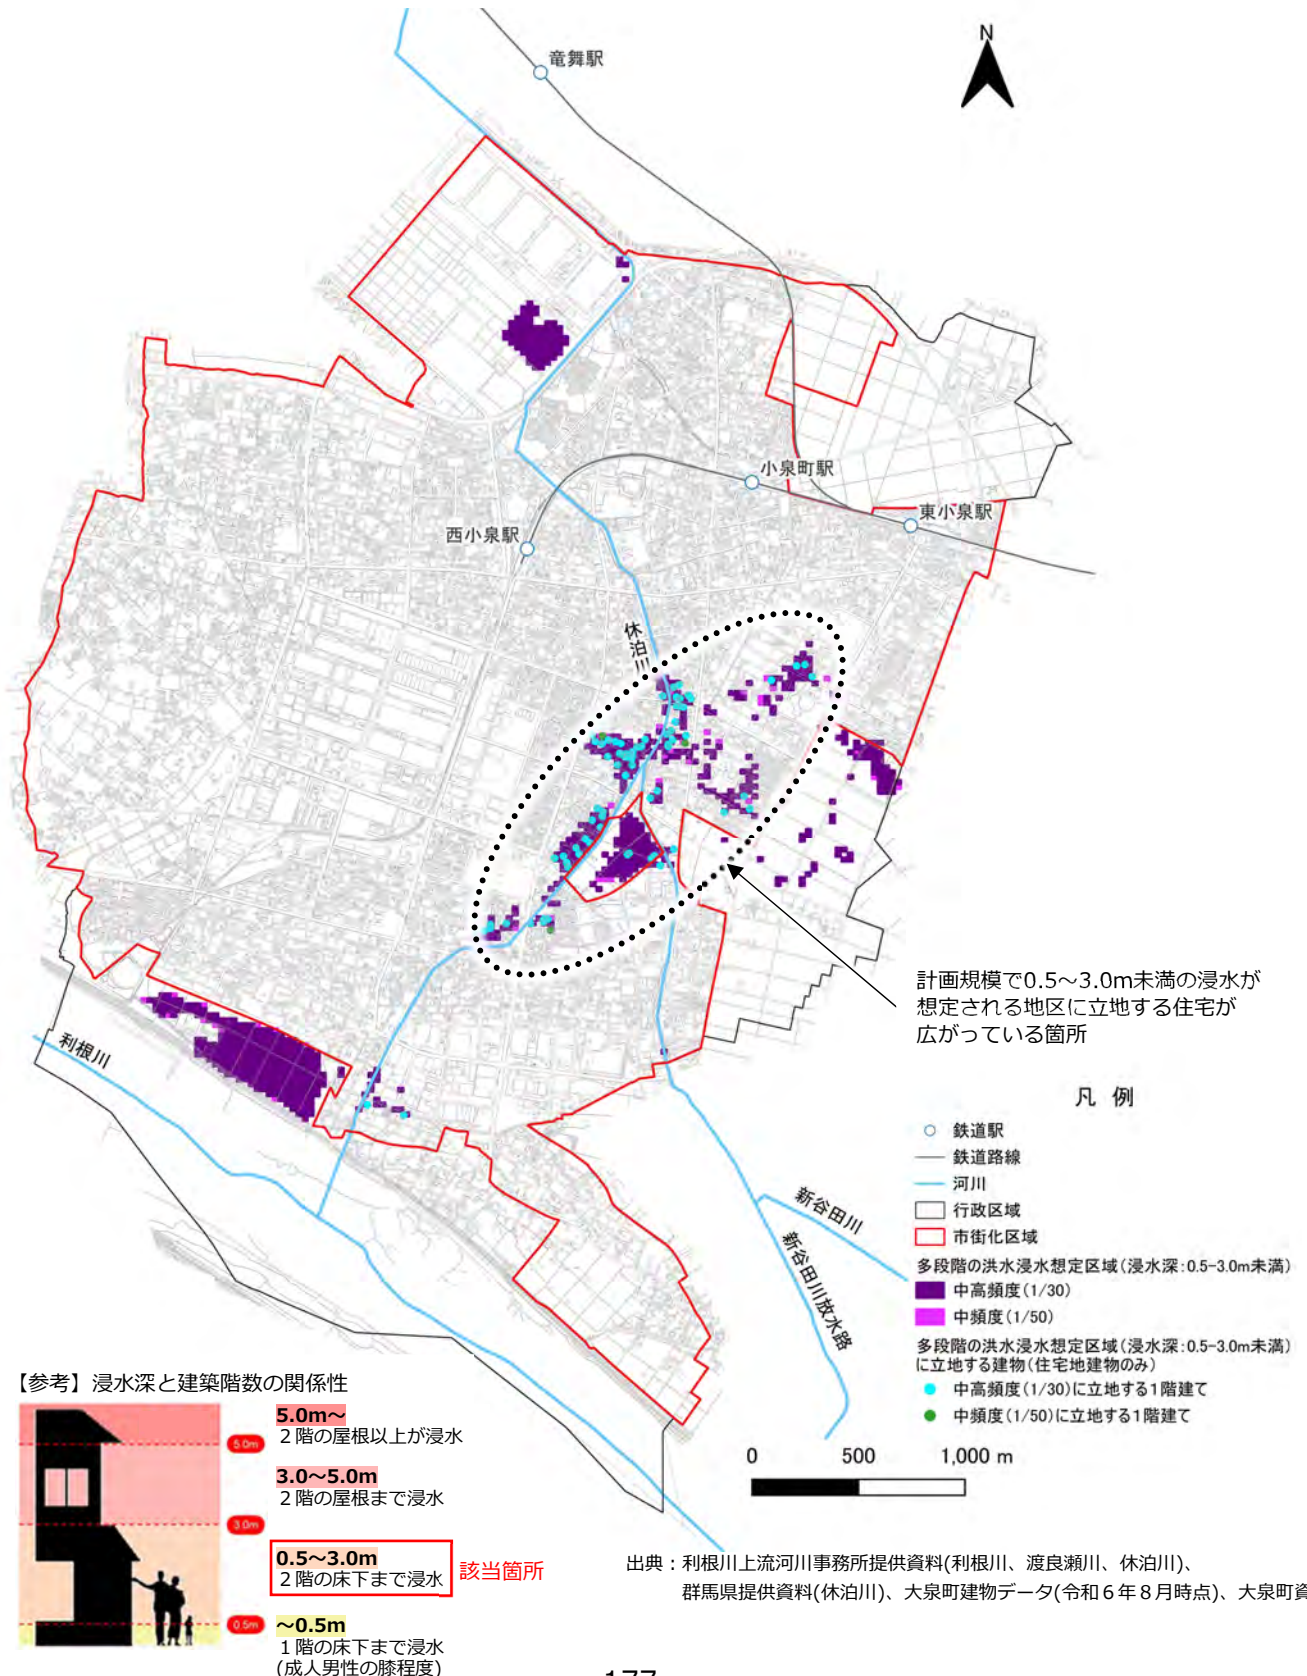 N
竜舞駅
小泉町駅
東小泉駅
西小泉駅
休泊川
計画規模で0.5～3.0m未満の浸水が
想定される地区に立地する住宅が
広がっている箇所
利根川
新谷田川
新谷田川放水路
凡 例
鉄道駅
鉄道路線
河川
行政区域
市街化区域
多段階の洪水浸水想定区域(浸水深:0.5-3.0m未満)
中高頻度(1/30)
中頻度(1/50)
多段階の洪水浸水想定区域(浸水深:0.5-3.0m未満)
に立地する建物(住宅地建物のみ)
中高頻度(1/30)に立地する1階建て
中頻度(1/50)に立地する1階建て
0 500 1,000 m
【参考】浸水深と建築階数の関係性
5.0m～
２階の屋根以上が浸水
5.0m
3.0～5.0m
２階の屋根まで浸水
3.0m
0.5～3.0m
２階の床下まで浸水
該当箇所
0.5m
～0.5m
１階の床下まで浸水
(成人男性の膝程度)
出典：利根川上流河川事務所提供資料(利根川、渡良瀬川、休泊川)、
群馬県提供資料(休泊川)、大泉町建物データ(令和６年８月時点)、大泉町資
177